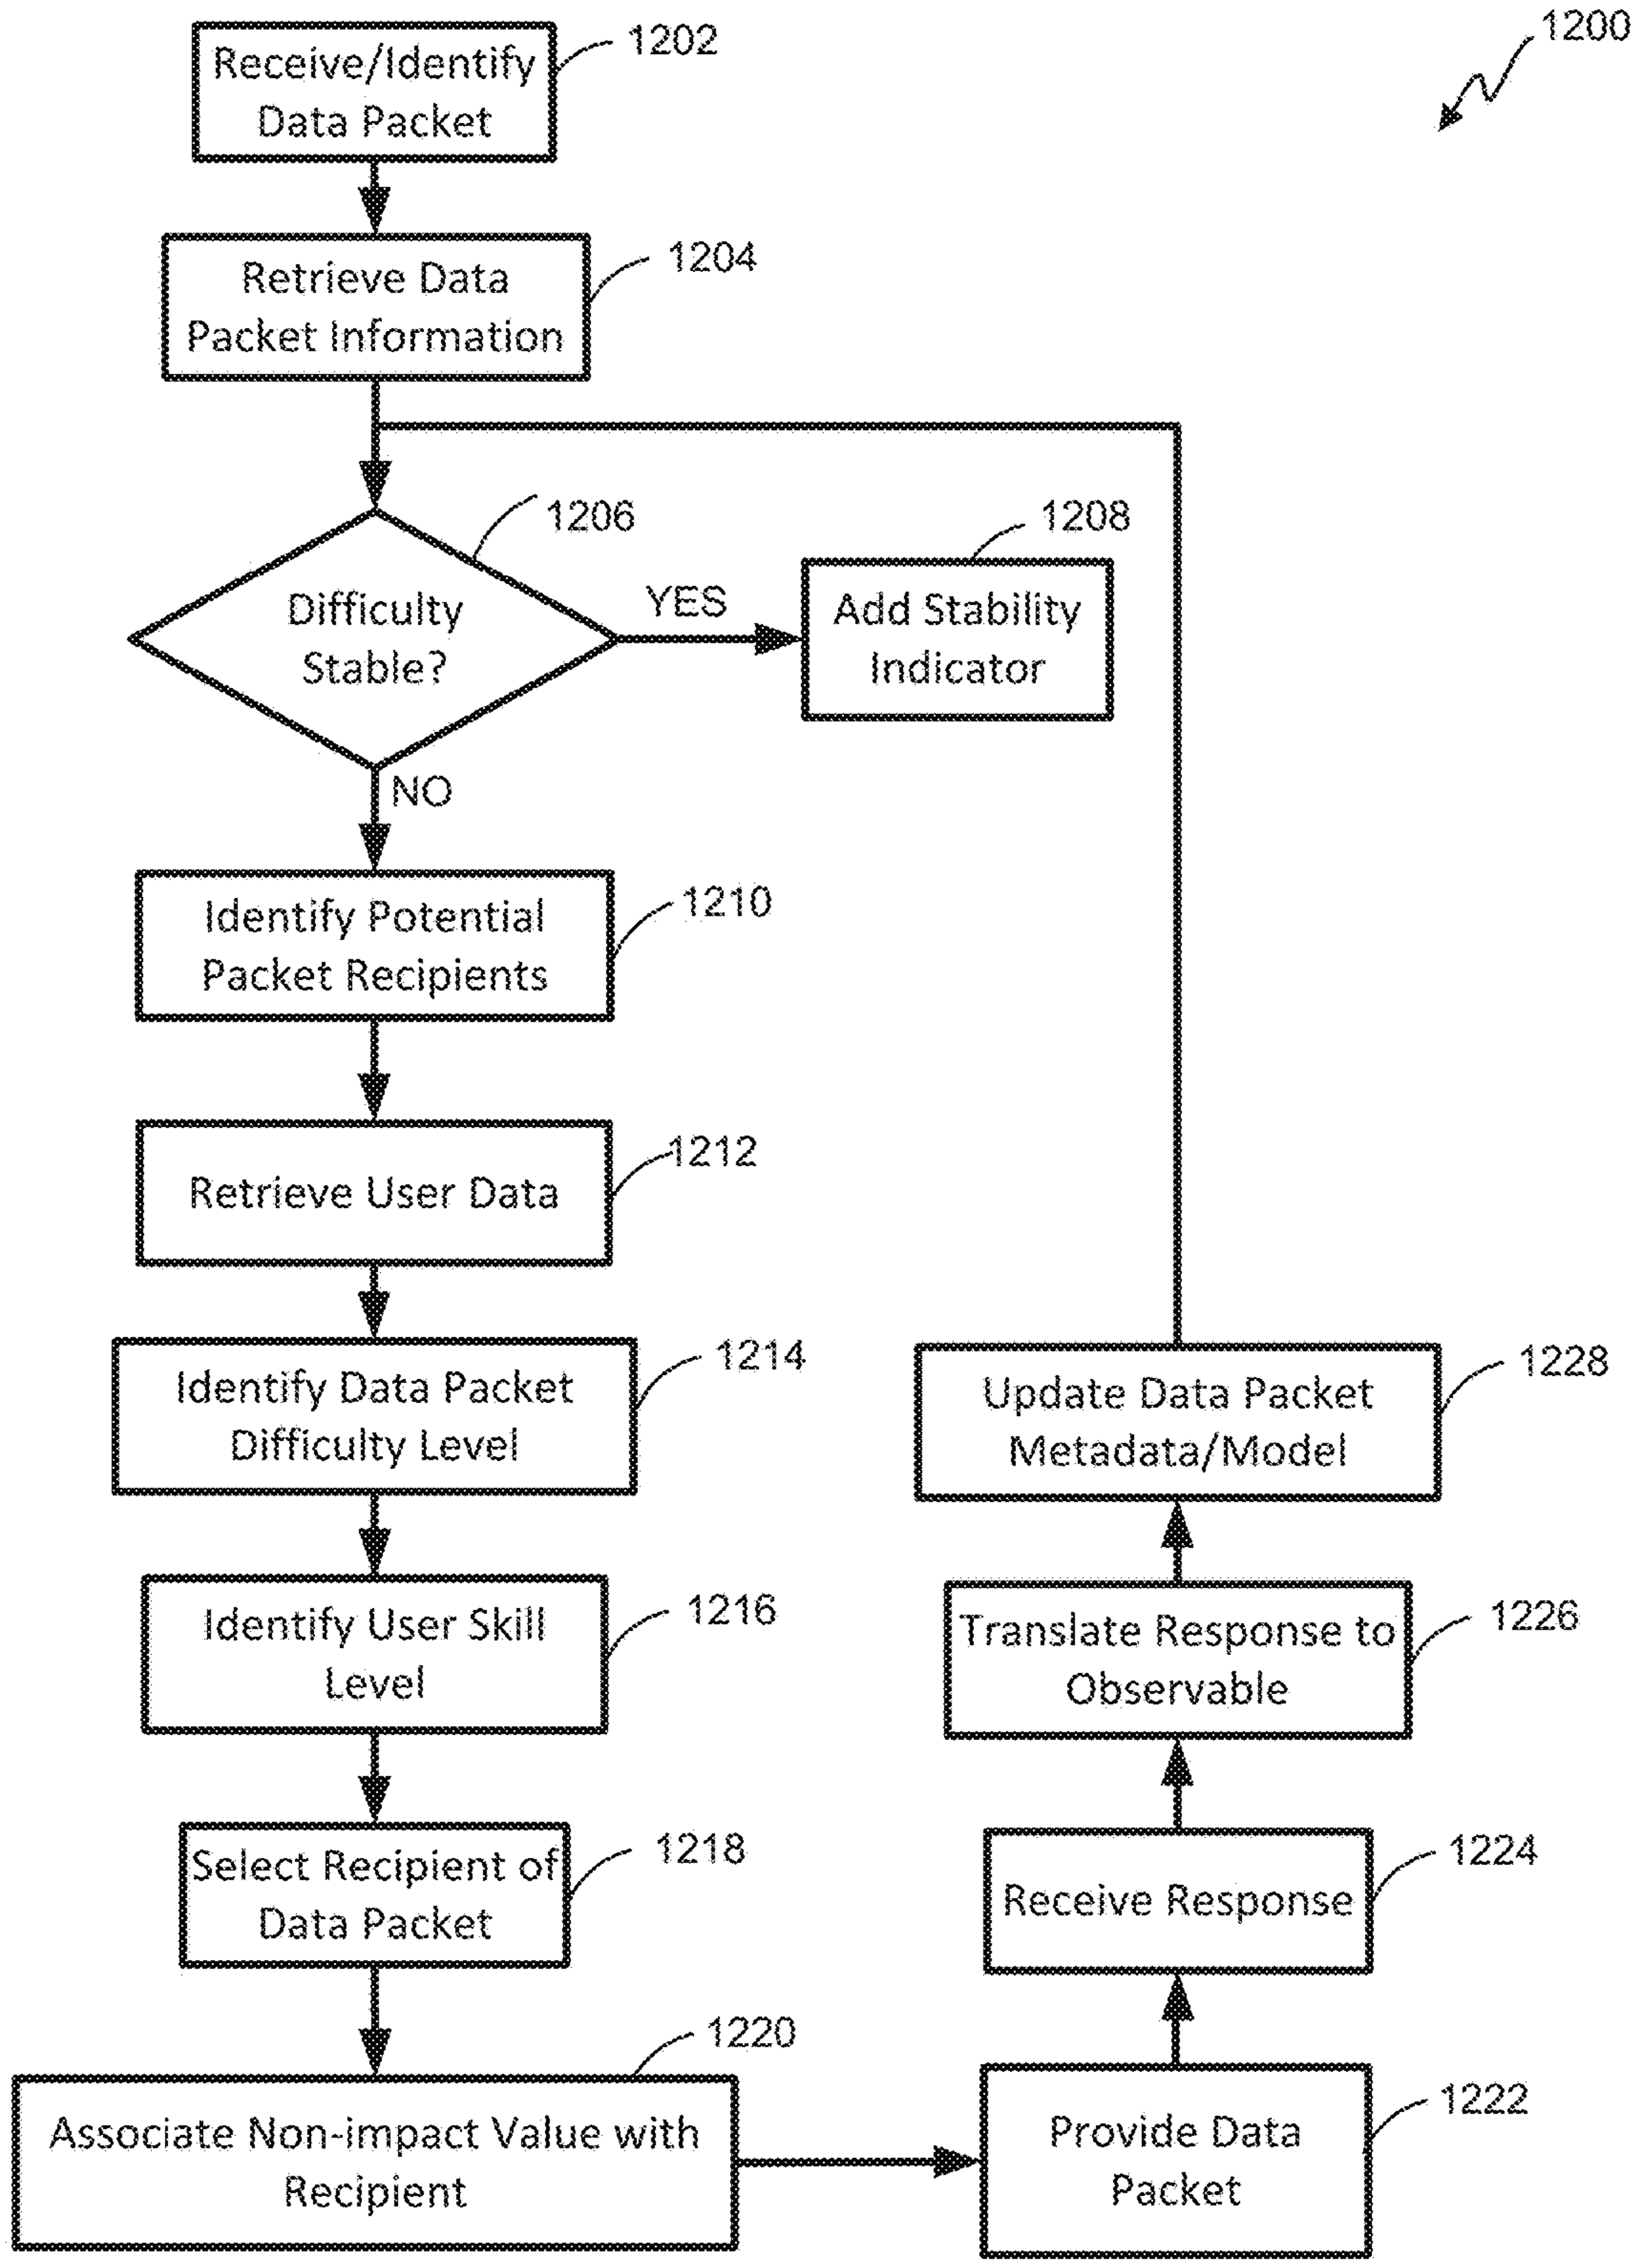 1200
1202
Receive/Identify
Data Packet
1204
Retrieve Data
Packet Information
1206
Difficulty
Stable?
YES
1208
Add Stability
Indicator
NO
1210
Identify Potential
Packet Recipients
1212
Retrieve User Data
1214
Identify Data Packet
Difficulty Level
1216
Identify User Skill
Level
1218
Select Recipient of
Data Packet
1220
Associate Non-impact Value with
Recipient
1222
Provide Data
Packet
1224
Receive Response
1226
Translate Response to
Observable
1228
Update Data Packet
Metadata/Model